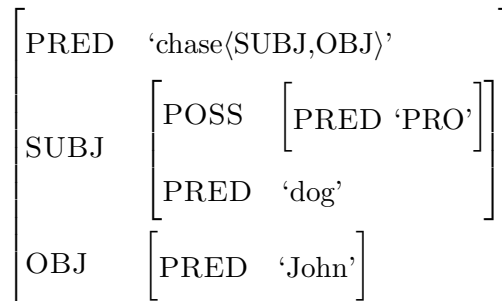 PRED ‘chase⟨SUBJ,OBJ⟩’
SUBJ
POSS PRED ‘PRO’
PRED ‘dog’
OBJ PRED ‘John’